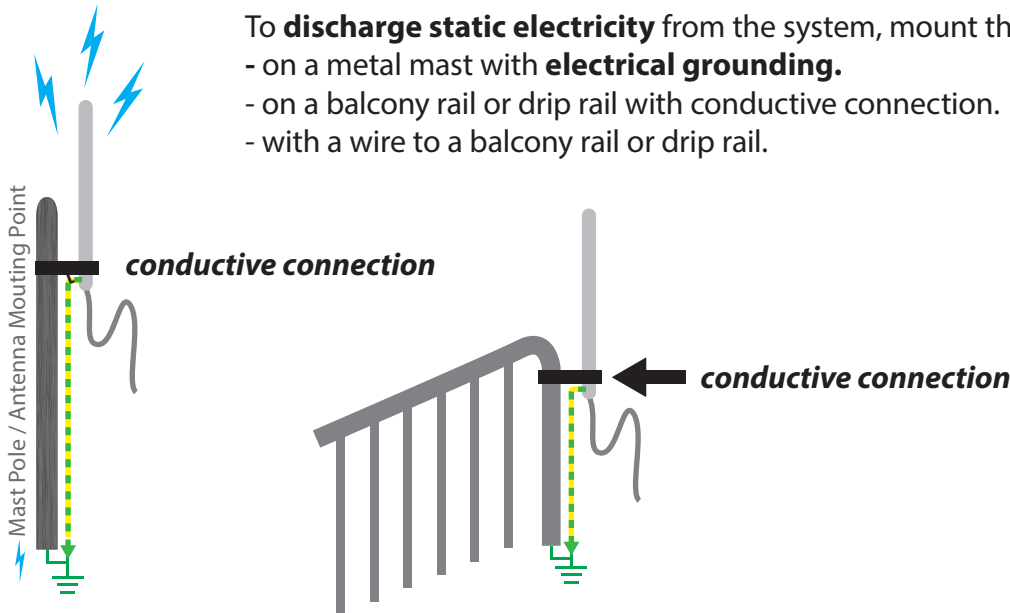 To discharge static electricity from the system, mount th
- on a metal mast with electrical grounding.
- on a balcony rail or drip rail with conductive connection.
- with a wire to a balcony rail or drip rail.
Mast Pole / Antenna Mouting Point
conductive connection
conductive connection